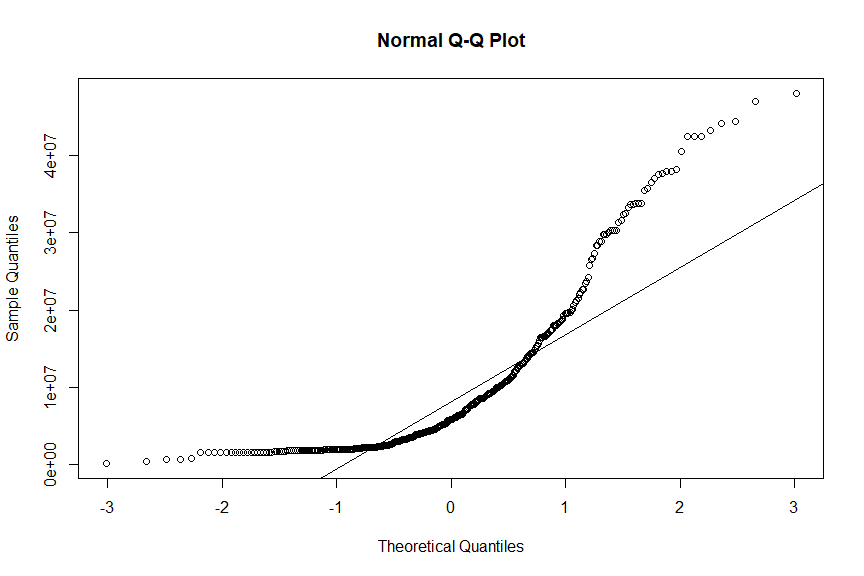 Normal Q-Q Plot
Sample Quantiles
4e+07
3e+07
2e+07
1e+07
0e+00
-3 -2 -1 0 1 2 3
Theoretical Quantiles